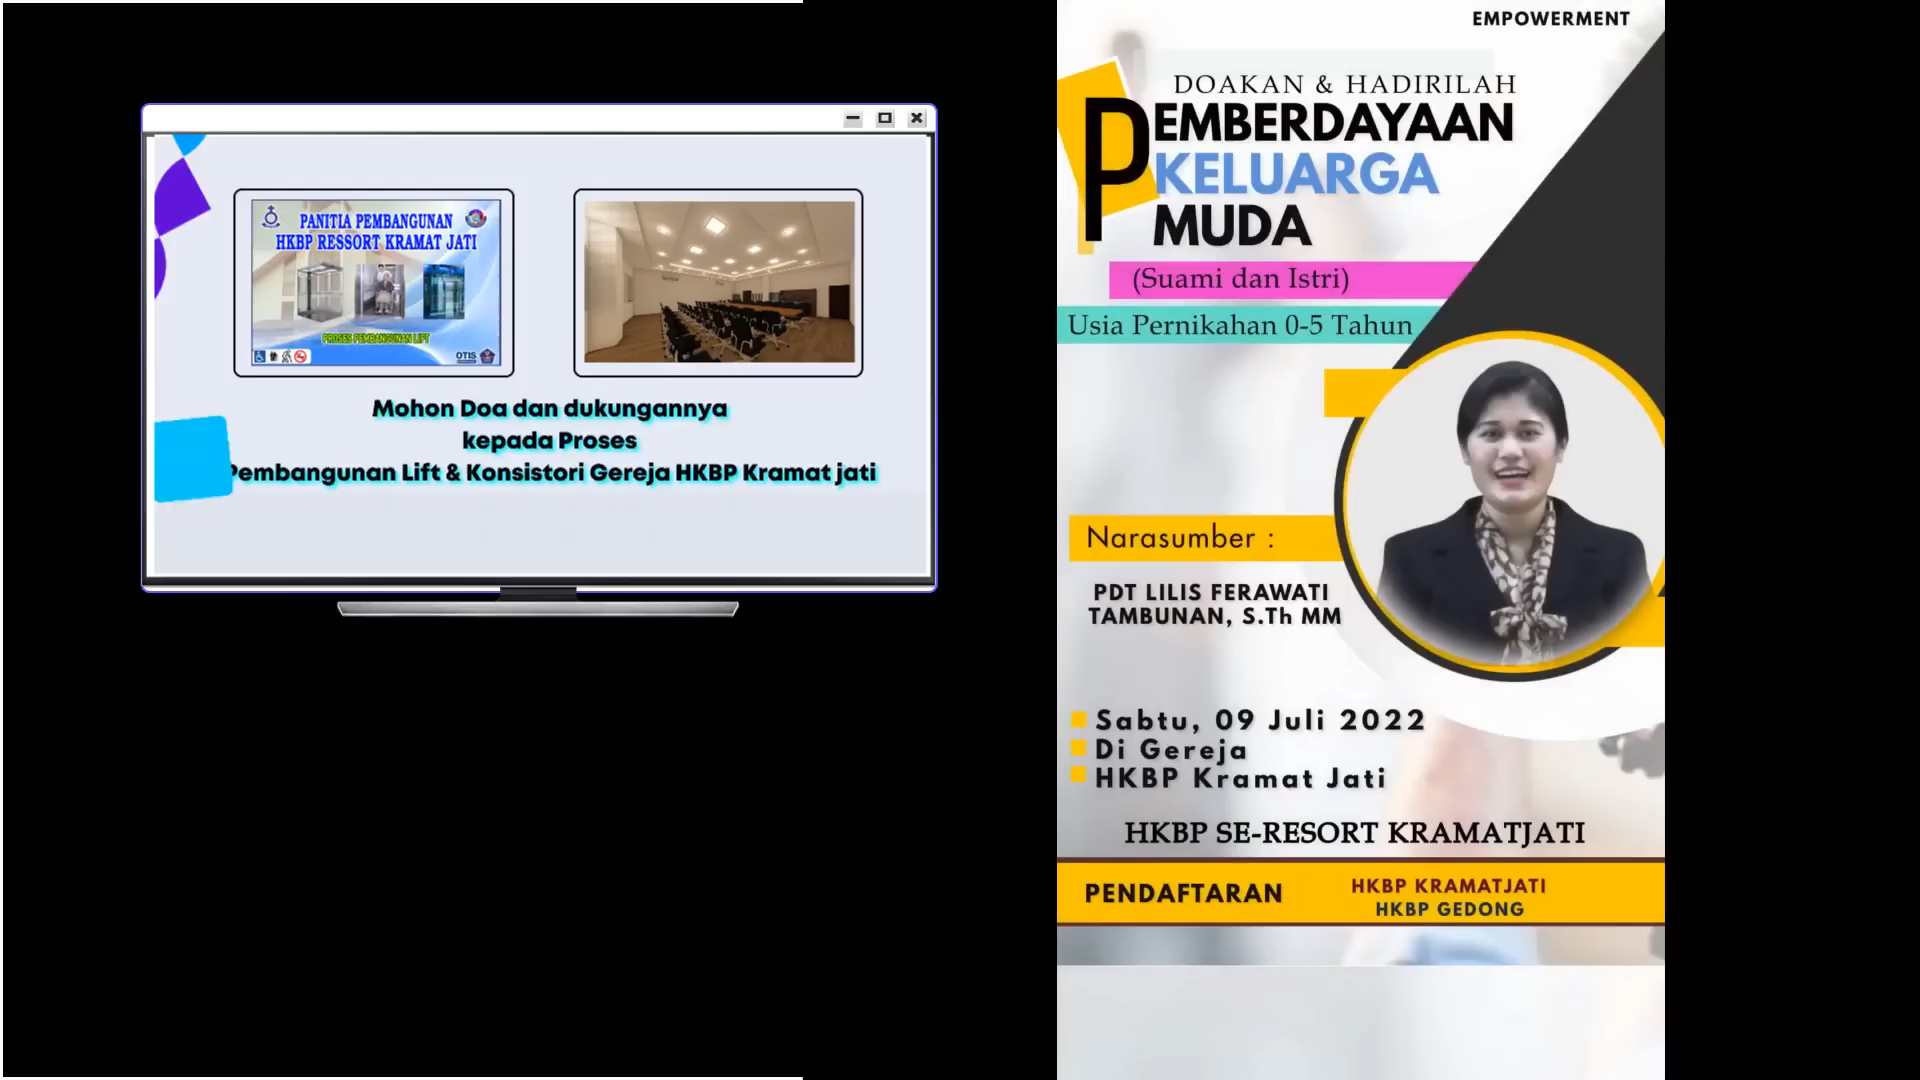 PANITIA PEMBANGUNAN
HKBP RESSORT KRAMAT JATI
PROSES PEMBANGUNAN LIFT
OTIS
Mohon Doa dan dukungannya
kepada Proses
Pembangunan Lift & Konsistori Gereja HKBP Kramat jati
EMPOWERMENT
DOAKAN & HADIRILAH
PEMBERDAYAAN
KELUARGA
MUDA
(Suami dan Istri)
Usia Pernikahan 0-5 Tahun
Narasumber :
PDT LILIS FERAWATI
TAMBUNAN, S.Th MM
Sabtu, 09 Juli 2022
Di Gereja
HKBP Kramat Jati
HKBP SE-RESORT KRAMATJATI
PENDAFTARAN
HKBP KRAMATJATI
HKBP GEDONG